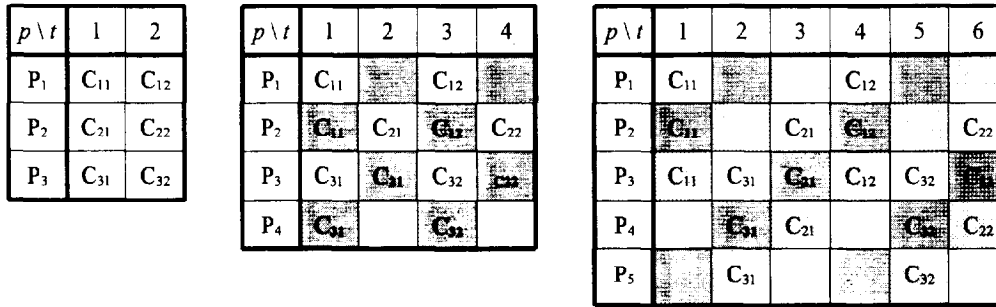 p \ t 1 2
P₁ C₁₁ C₁₂
P₂ C₂₁ C₂₂
P₃ C₃₁ C₃₂
p \ t 1 2 3 4
P₁ C₁₁ C₁₂
P₂ C₁₁ C₂₁ C₁₂ C₂₂
P₃ C₃₁ C₂₁ C₃₂ C₂₂
P₄ C₃₁ C₃₂
p \ t 1 2 3 4 5 6
P₁ C₁₁ C₁₂
P₂ C₁₁ C₂₁ C₁₂ C₂₂
P₃ C₁₁ C₃₁ C₂₁ C₁₂ C₃₂
P₄ C₃₁ C₂₁ C₃₂ C₂₂
P₅ C₃₁ C₃₂